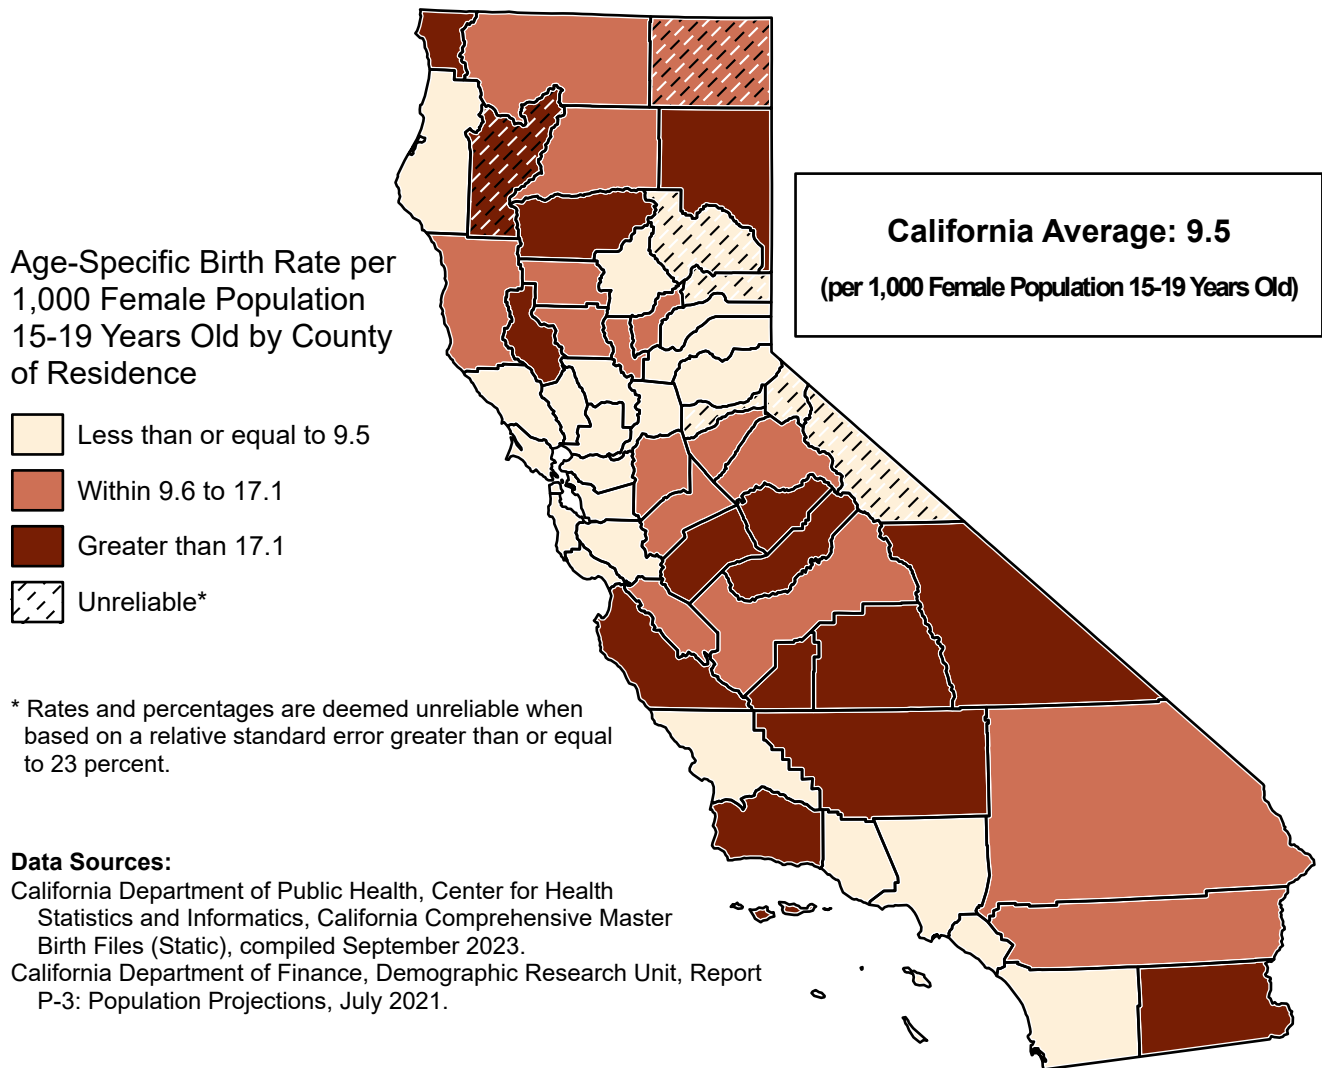 California Average: 9.5
(per 1,000 Female Population 15-19 Years Old)
Age-Specific Birth Rate per
1,000 Female Population
15-19 Years Old by County
of Residence
Less than or equal to 9.5
Within 9.6 to 17.1
Greater than 17.1
Unreliable*
* Rates and percentages are deemed unreliable when
based on a relative standard error greater than or equal
to 23 percent.
Data Sources:
California Department of Public Health, Center for Health
Statistics and Informatics, California Comprehensive Master
Birth Files (Static), compiled September 2023.
California Department of Finance, Demographic Research Unit, Report
P-3: Population Projections, July 2021.